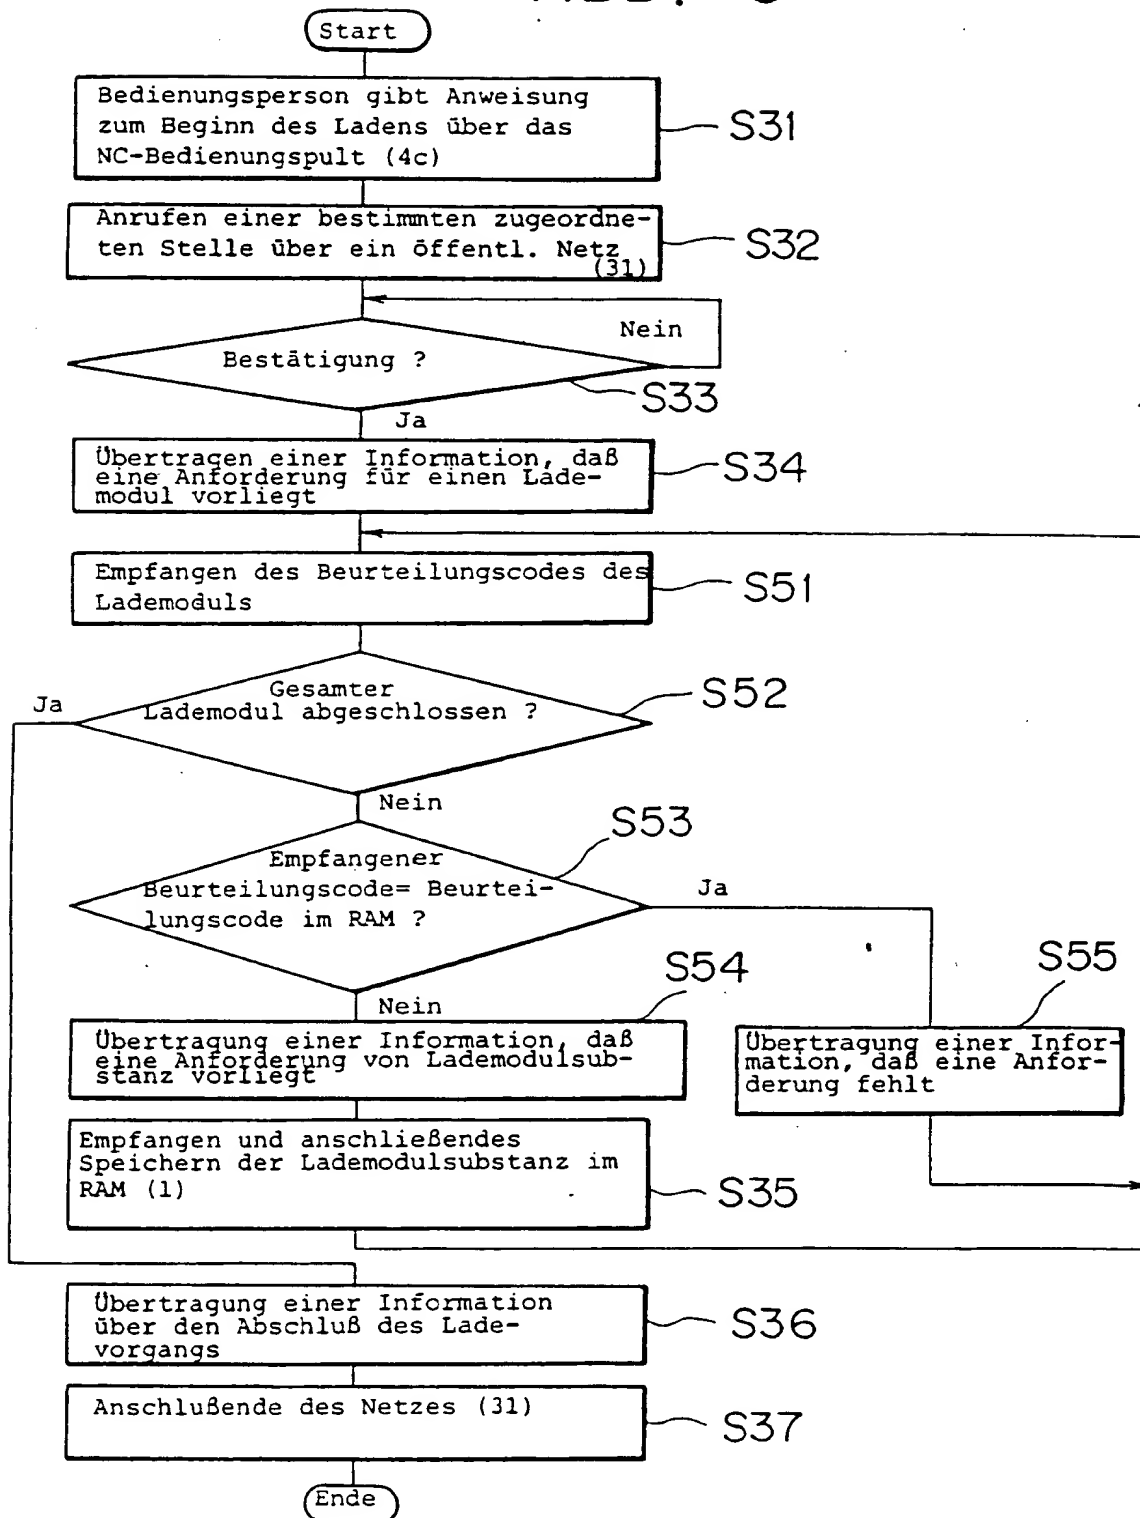 Start
Bedienungsperson gibt Anweisung
zum Beginn des Ladens über das
NC-Bedienungspult (4c)
S31
Anrufen einer bestimmten zugeordne-
ten Stelle über ein öffentl. Netz
(31)
S32
Nein
Bestätigung ?
S33
Ja
Übertragen einer Information, daß
eine Anforderung für einen Lade-
modul vorliegt
S34
Empfangen des Beurteilungscodes des
Lademoduls
S51
Ja
Gesamter
Lademodul abgeschlossen ?
S52
Nein
S53
Empfangener
Beurteilungscode= Beurtei-
lungscode im RAM ?
Ja
Nein
S54
S55
Übertragung einer Information, daß
eine Anforderung von Lademodulsub-
stanz vorliegt
Übertragung einer Infor-
mation, daß eine Anfor-
derung fehlt
Empfangen und anschließendes
Speichern der Lademodulsubstanz im
RAM (1)
S35
Übertragung einer Information
über den Abschluß des Lade-
vorgangs
S36
Anschlußende des Netzes (31)
S37
Ende